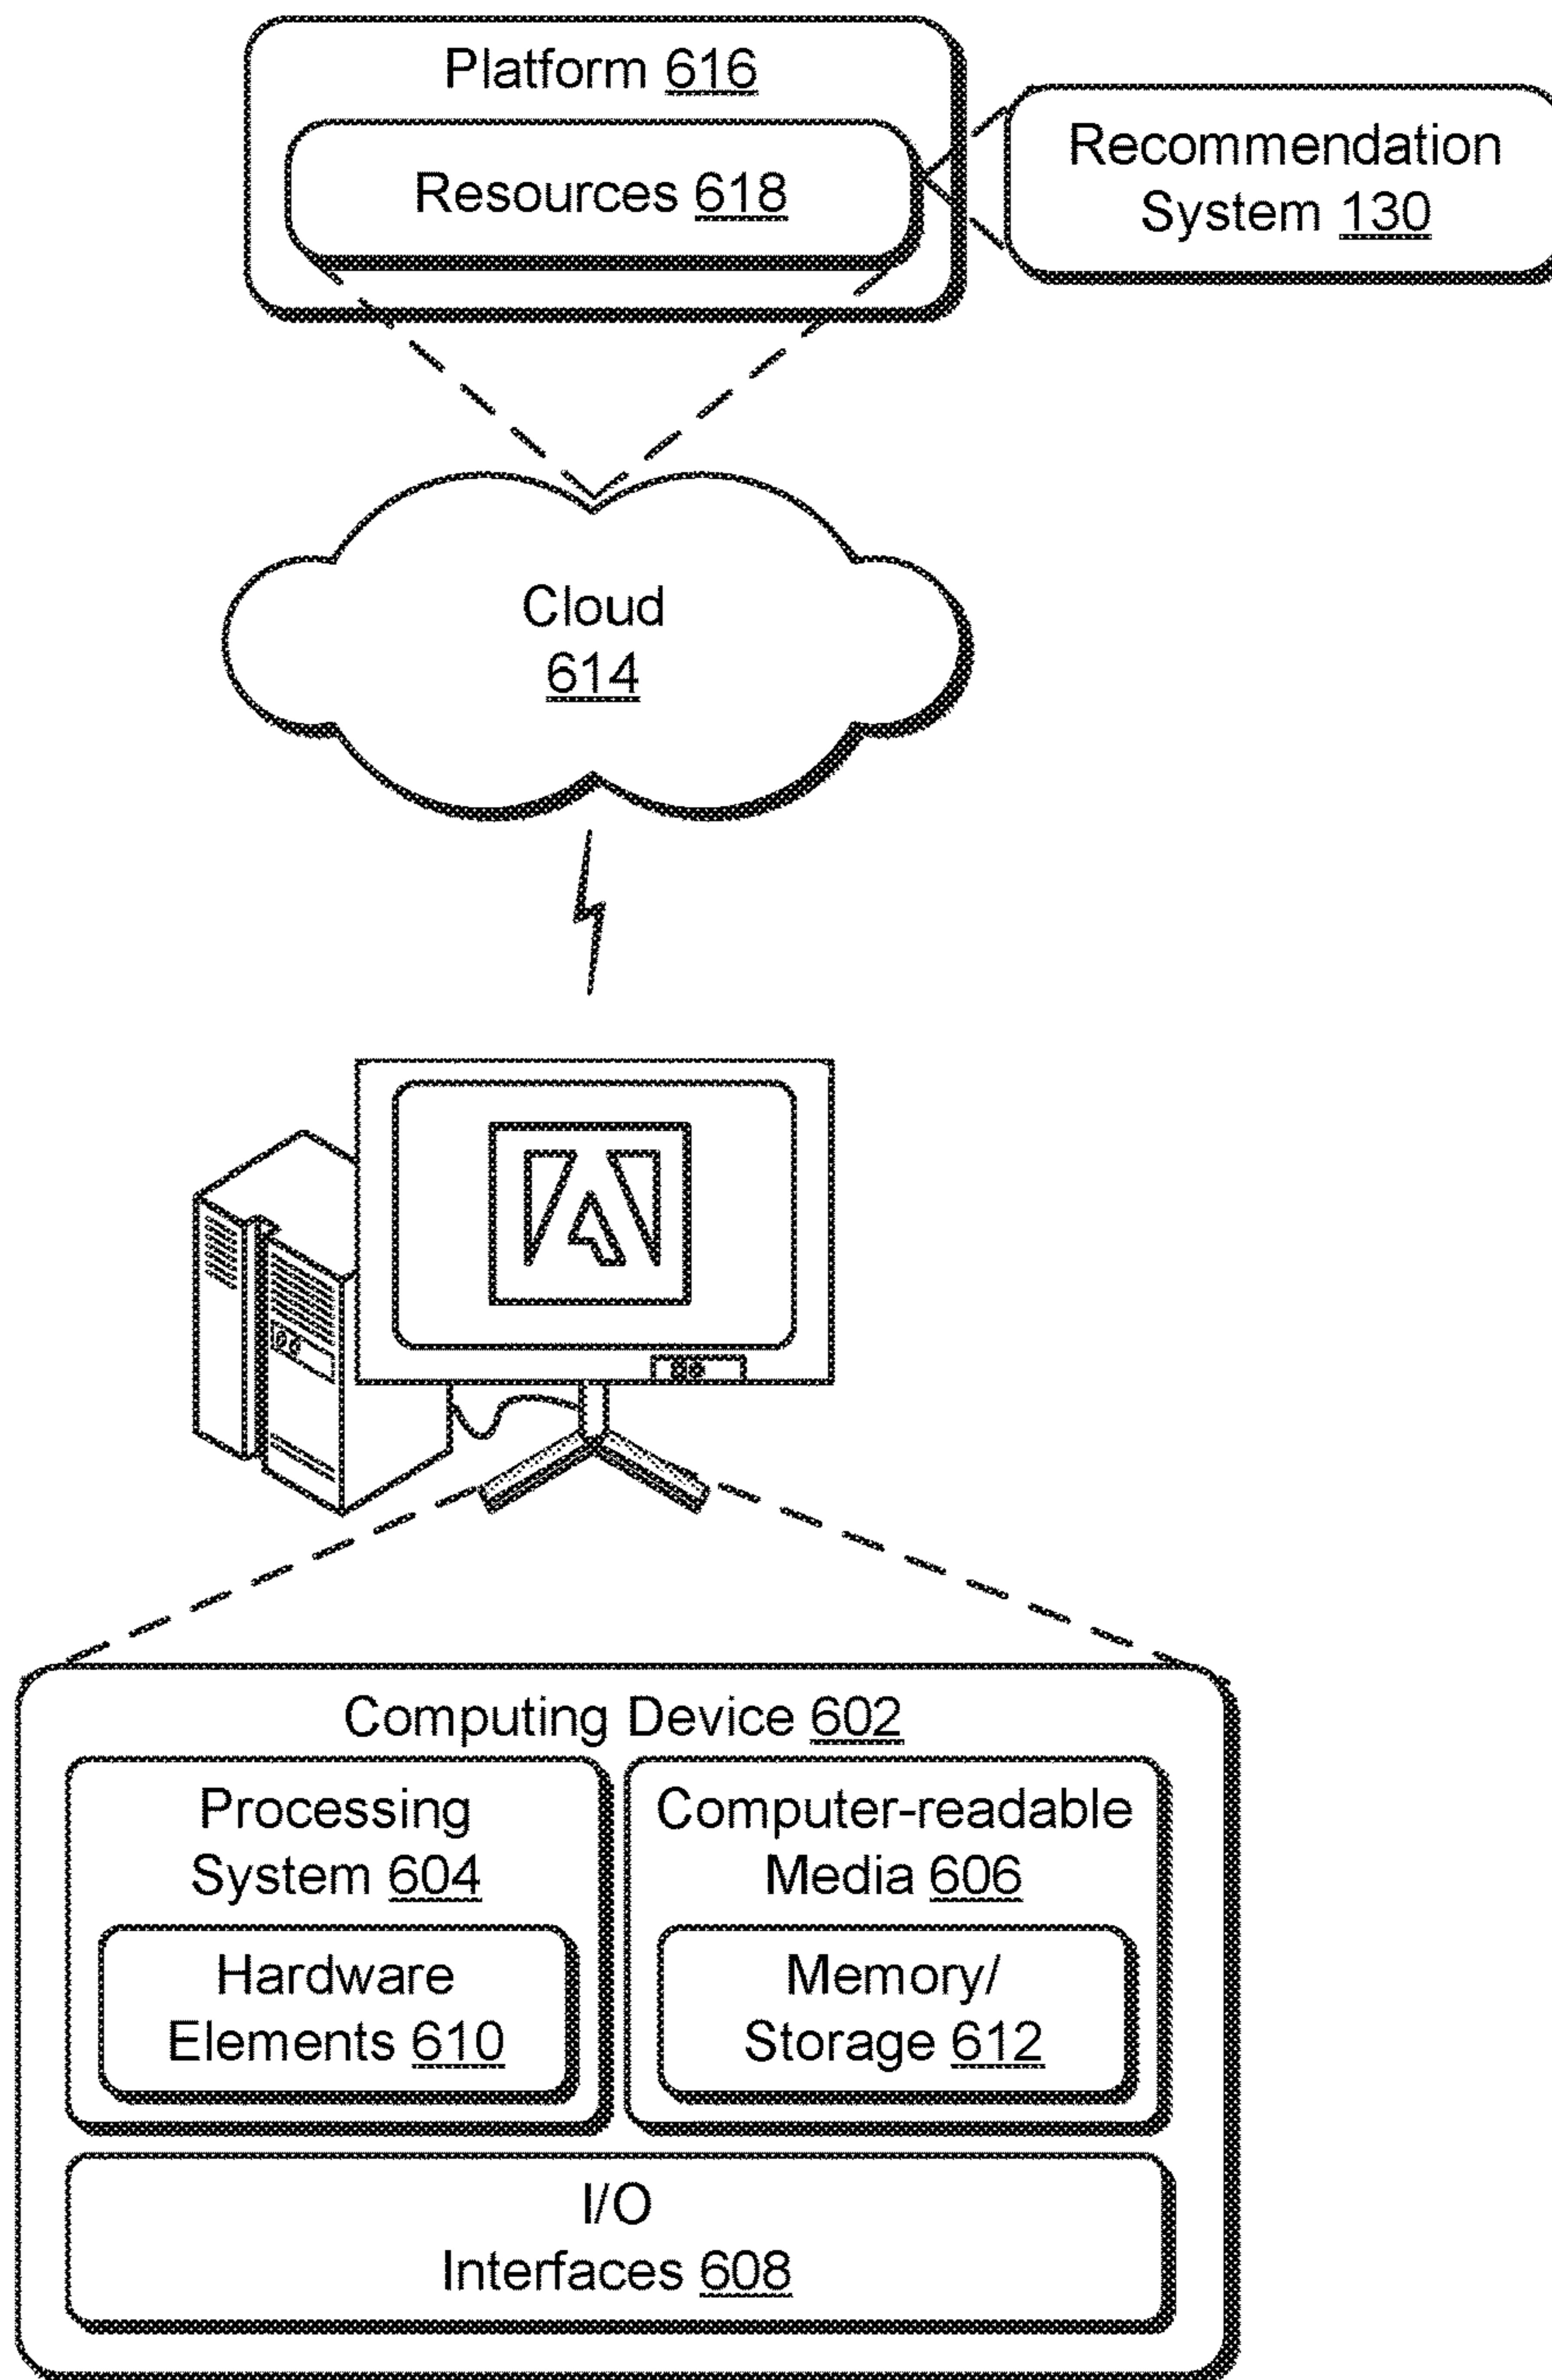 Platform 616
Resources 618
Recommendation
System 130
Cloud
614
Computing Device 602
Processing
System 604
Hardware
Elements 610
Computer-readable
Media 606
Memory/
Storage 612
I/O
Interfaces 608